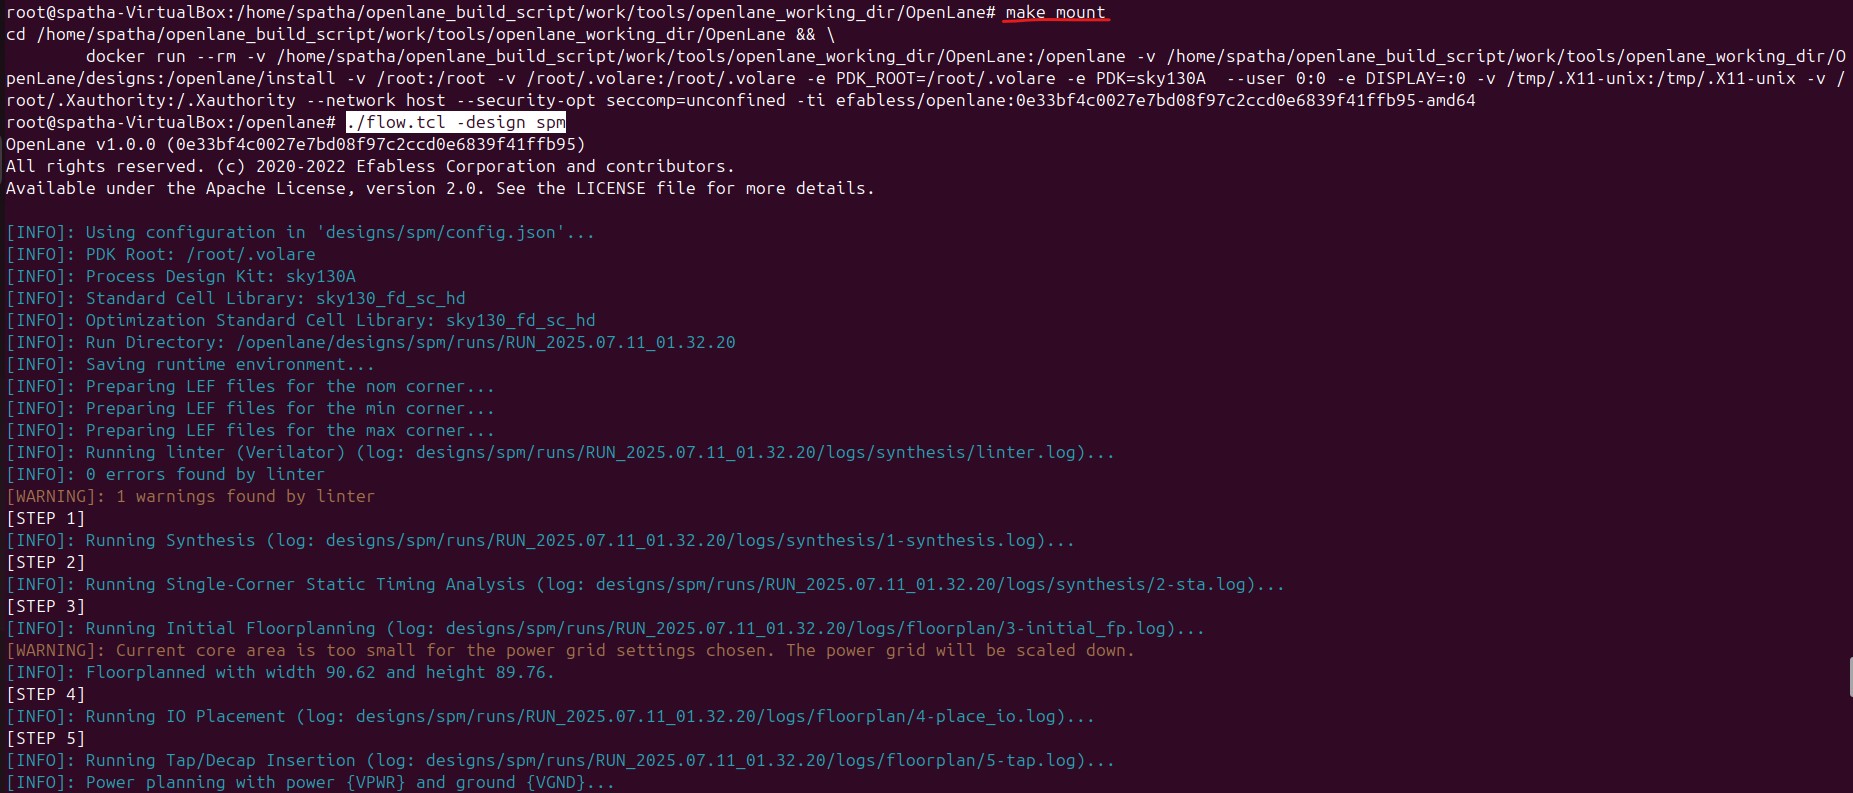 root@spatha-VirtualBox:/home/spatha/openlane_build_script/work/tools/openlane_working_dir/OpenLane# make mount
cd /home/spatha/openlane_build_script/work/tools/openlane_working_dir/OpenLane && \
        docker run --rm -v /home/spatha/openlane_build_script/work/tools/openlane_working_dir/OpenLane:/openlane -v /home/spatha/openlane_build_script/work/tools/openlane_working_dir/O
penLane/designs:/openlane/install -v /root:/root -v /root/.volare:/root/.volare -e PDK_ROOT=/root/.volare -e PDK=sky130A  --user 0:0 -e DISPLAY=:0 -v /tmp/.X11-unix:/tmp/.X11-unix -v /
root/.Xauthority:/.Xauthority --network host --security-opt seccomp=unconfined -ti efabless/openlane:0e33bf4c0027e7bd08f97c2ccd0e6839f41ffb95-amd64
root@spatha-VirtualBox:/openlane# ./flow.tcl -design spm
OpenLane v1.0.0 (0e33bf4c0027e7bd08f97c2ccd0e6839f41ffb95)
All rights reserved. (c) 2020-2022 Efabless Corporation and contributors.
Available under the Apache License, version 2.0. See the LICENSE file for more details.

[INFO]: Using configuration in 'designs/spm/config.json'...
[INFO]: PDK Root: /root/.volare
[INFO]: Process Design Kit: sky130A
[INFO]: Standard Cell Library: sky130_fd_sc_hd
[INFO]: Optimization Standard Cell Library: sky130_fd_sc_hd
[INFO]: Run Directory: /openlane/designs/spm/runs/RUN_2025.07.11_01.32.20
[INFO]: Saving runtime environment...
[INFO]: Preparing LEF files for the nom corner...
[INFO]: Preparing LEF files for the min corner...
[INFO]: Preparing LEF files for the max corner...
[INFO]: Running linter (Verilator) (log: designs/spm/runs/RUN_2025.07.11_01.32.20/logs/synthesis/linter.log)...
[INFO]: 0 errors found by linter
[WARNING]: 1 warnings found by linter
[STEP 1]
[INFO]: Running Synthesis (log: designs/spm/runs/RUN_2025.07.11_01.32.20/logs/synthesis/1-synthesis.log)...
[STEP 2]
[INFO]: Running Single-Corner Static Timing Analysis (log: designs/spm/runs/RUN_2025.07.11_01.32.20/logs/synthesis/2-sta.log)...
[STEP 3]
[INFO]: Running Initial Floorplanning (log: designs/spm/runs/RUN_2025.07.11_01.32.20/logs/floorplan/3-initial_fp.log)...
[WARNING]: Current core area is too small for the power grid settings chosen. The power grid will be scaled down.
[INFO]: Floorplanned with width 90.62 and height 89.76.
[STEP 4]
[INFO]: Running IO Placement (log: designs/spm/runs/RUN_2025.07.11_01.32.20/logs/floorplan/4-place_io.log)...
[STEP 5]
[INFO]: Running Tap/Decap Insertion (log: designs/spm/runs/RUN_2025.07.11_01.32.20/logs/floorplan/5-tap.log)...
[INFO]: Power planning with power {VPWR} and ground {VGND}...